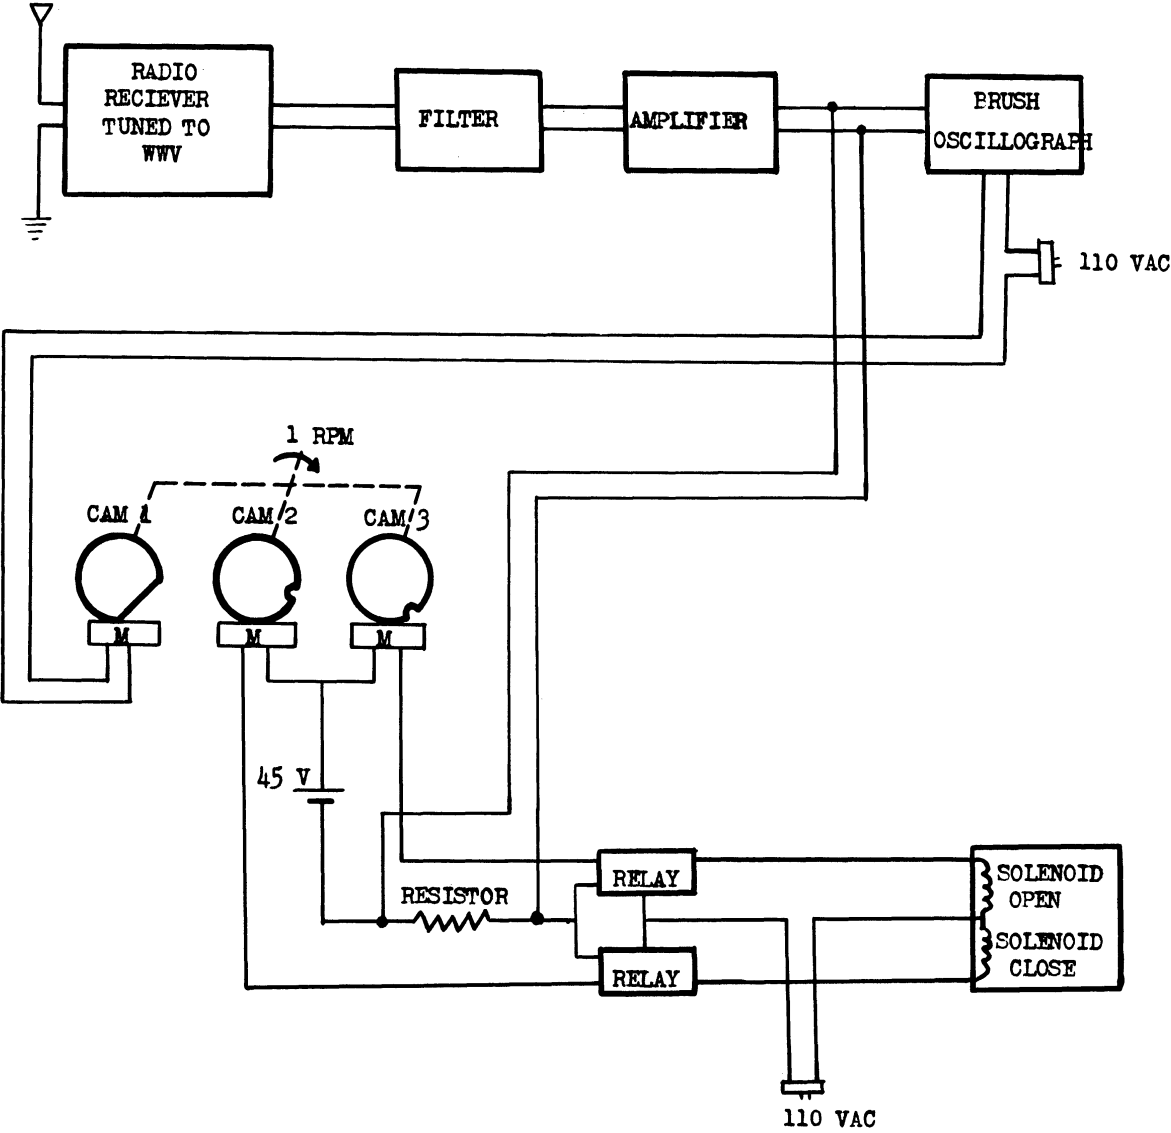 RADIO
RECIEVER
TUNED TO
WWV
FILTER
AMPLIFIER
BRUSH
OSCILLOGRAPH
110 VAC
1 RPM
CAM 1
CAM 2
CAM 3
M
M
M
45 V
RESISTOR
RELAY
RELAY
SOLENOID
OPEN
SOLENOID
CLOSE
110 VAC